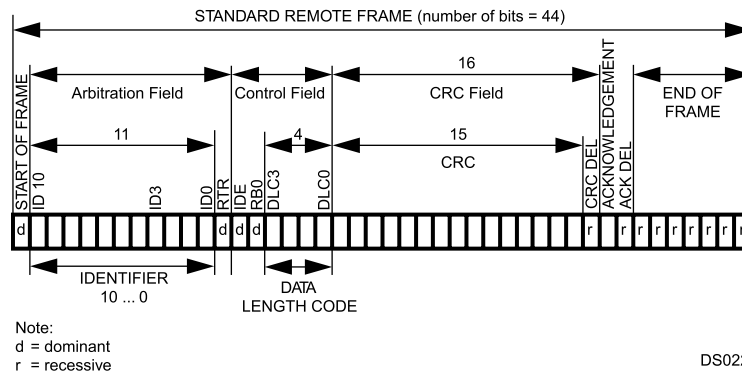 STANDARD REMOTE FRAME (number of bits = 44)
16
Arbitration Field
Control Field
CRC Field
END OF
FRAME
11
4
15
CRC
START OF FRAME
ID 10
ID3
ID0
RTR
IDE
RB0
DLC3
DLC0
CRC DEL
ACKNOWLEDGEMENT
ACK DEL
d d d d r r r r r r r r r
IDENTIFIER
10 ... 0
DATA
LENGTH CODE
Note:
d = dominant
r = recessive